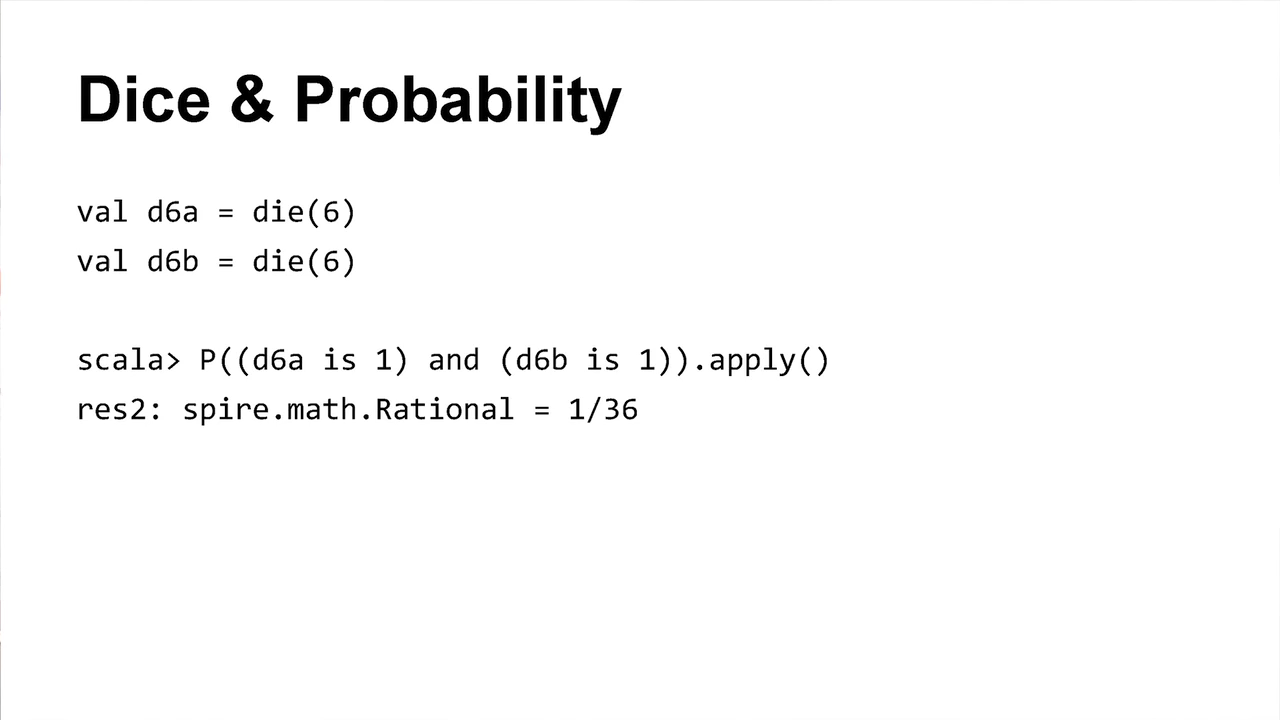 Dice & Probability
val d6a = die(6)
val d6b = die(6)
scala> P((d6a is 1) and (d6b is 1)).apply()
res2: spire.math.Rational = 1/36